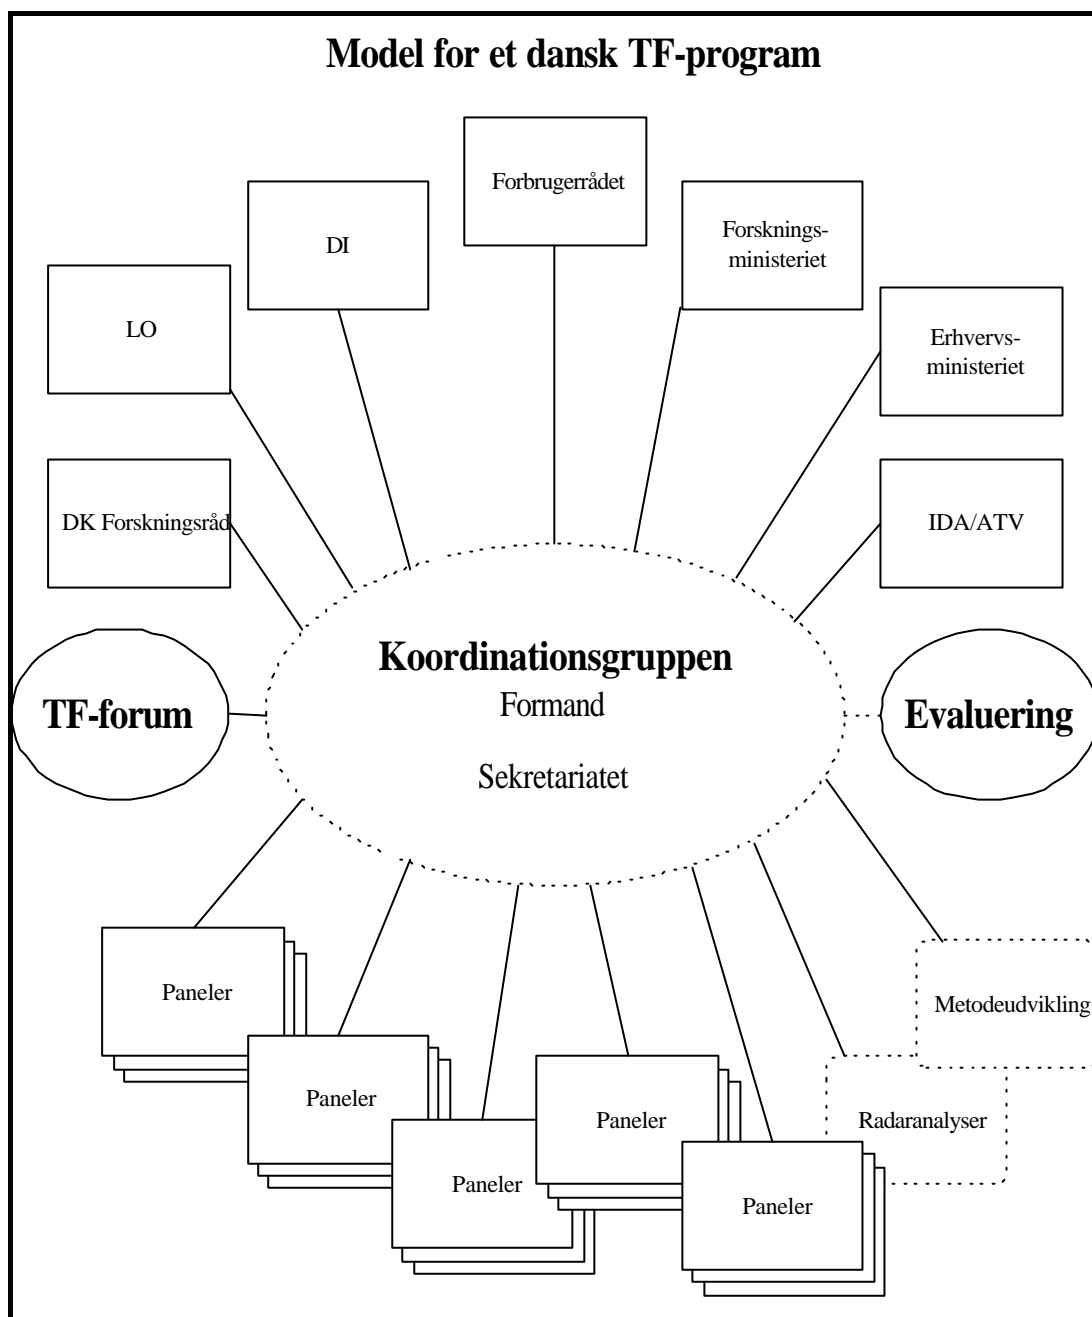 Model for et dansk TF-program
Forbrugerrådet
DI
Forsknings-
ministeriet
LO
Erhvervs-
ministeriet
DK Forskningsråd
IDA/ATV
Koordinationsgruppen
Formand
Sekretariatet
TF-forum
Evaluering
Paneler
Paneler
Paneler
Paneler
Paneler
Metodeudvikling
Radaranalyser